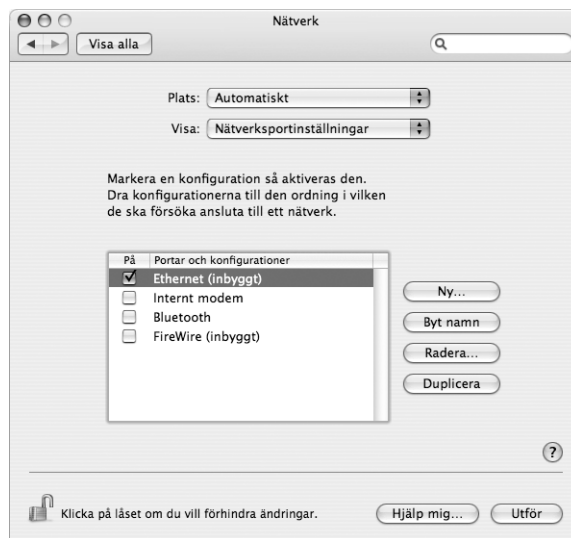 Nätverk
Visa alla
Plats: Automatiskt
Visa: Nätverksportinställningar
Markera en konfiguration så aktiveras den.
Dra konfigurationerna till den ordning i vilken
de ska försöka ansluta till ett nätverk.
På Portar och konfigurationer
Ethernet (inbyggt)
Internt modem
Bluetooth
FireWire (inbyggt)
Ny...
Byt namn
Radera...
Duplicera
?
Klicka på låset om du vill förhindra ändringar.
Hjälp mig...
Utför